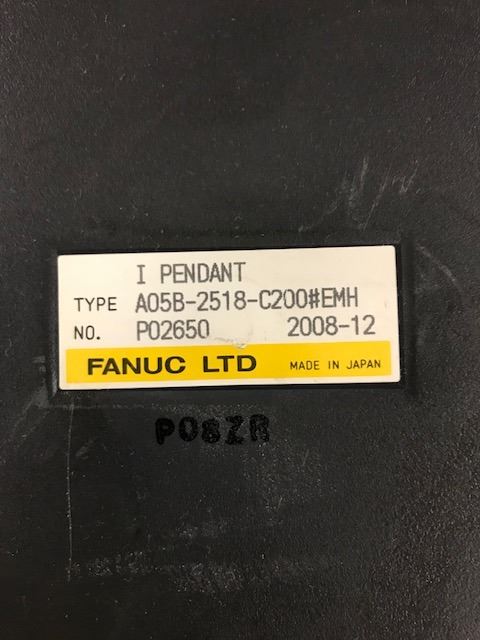 I PENDANT
TYPE A05B-2518-C200#EMH
NO. P02650 2008-12
FANUC LTD MADE IN JAPAN
P08ZR